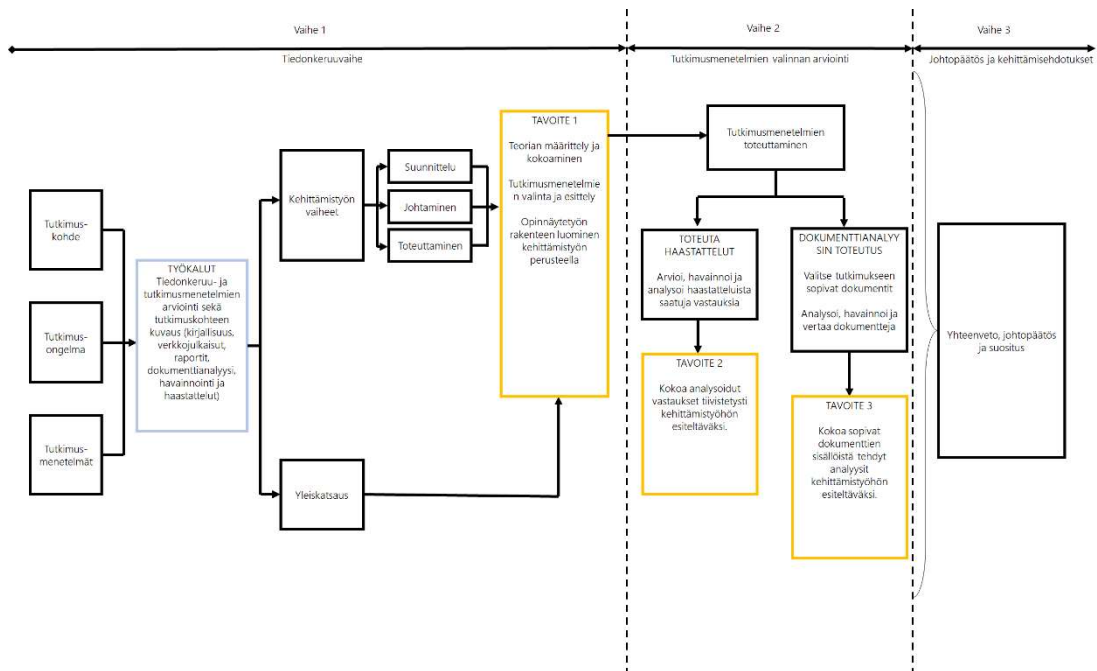 Vaihe 1
Tiedonkeruuvaihe
Vaihe 2
Tutkimusmenetelmien valinnan arviointi
Vaihe 3
Johtopäätös ja kehittämisehdotukset
Tutkimus-
kohde
Tutkimus-
ongelma
Tutkimus-
menetelmät
TYÖKALUT
Tiedonkeruu- ja
tutkimusmenetelmien
arviointi sekä
tutkimuskohteen
kuvaus (kirjallisuus,
verkkojulkaisut,
raportit,
dokumenttianalyysi,
havainnointi ja
haastattelut)
Kehittämistyön
vaiheet
Suunnittelu
Johtaminen
Toteuttaminen
Yleiskatsaus
TAVOITE 1
Teorian määrittely ja
kokoaminen
Tutkimusmenetelmie
n valinta ja esittely
Opinnäytetyön
rakenteen luominen
kehittämistyön
perusteella
Tutkimusmenetelmien
toteuttaminen
TOTEUTA
HAASTATTELUT
Arvioi, havainnoi ja
analysoi haastatteluista
saatuja vastauksia
TAVOITE 2
Kokoa analysoidut
vastaukset tiivistetysti
kehittämistyöhön
esiteltäväksi.
DOKUMENTTIANALYY
SIN TOTEUTUS
Valitse tutkimukseen
sopivat dokumentit
Analysoi, havainnoi ja
vertaa dokumentteja
TAVOITE 3
Kokoa sopivat
dokumenttien
sisällöistä tehdyt
analyysit
kehittämistyöhön
esiteltäväksi.
Yhteenveto, johtopäätös
ja suositus